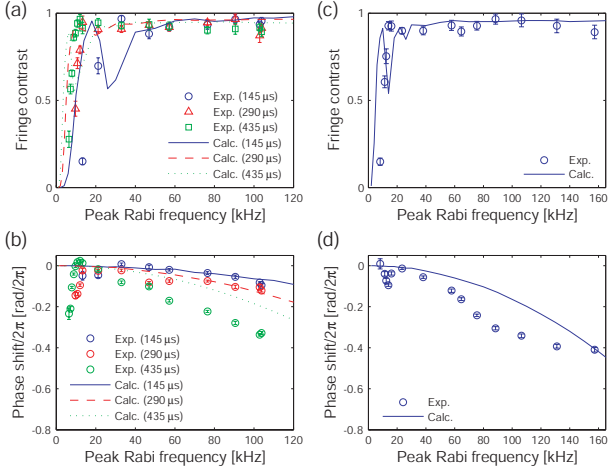 (a)
Fringe contrast
1
0.5
0
Exp. (145 µs)
Exp. (290 µs)
Exp. (435 µs)
Calc. (145 µs)
Calc. (290 µs)
Calc. (435 µs)
0 20 40 60 80 100 120
Peak Rabi frequency [kHz]
(c)
Fringe contrast
1
0.5
0
Exp.
Calc.
0 20 40 60 80 100 120 140 160
Peak Rabi frequency [kHz]
(b)
Phase shift/2π [rad/2π]
0
-0.2
-0.4
-0.6
-0.8
Exp. (145 µs)
Exp. (290 µs)
Exp. (435 µs)
Calc. (145 µs)
Calc. (290 µs)
Calc. (435 µs)
0 20 40 60 80 100 120
Peak Rabi frequency [kHz]
(d)
Phase shift/2π [rad/2π]
0
-0.2
-0.4
-0.6
-0.8
Exp.
Calc.
0 20 40 60 80 100 120 140 160
Peak Rabi frequency [kHz]